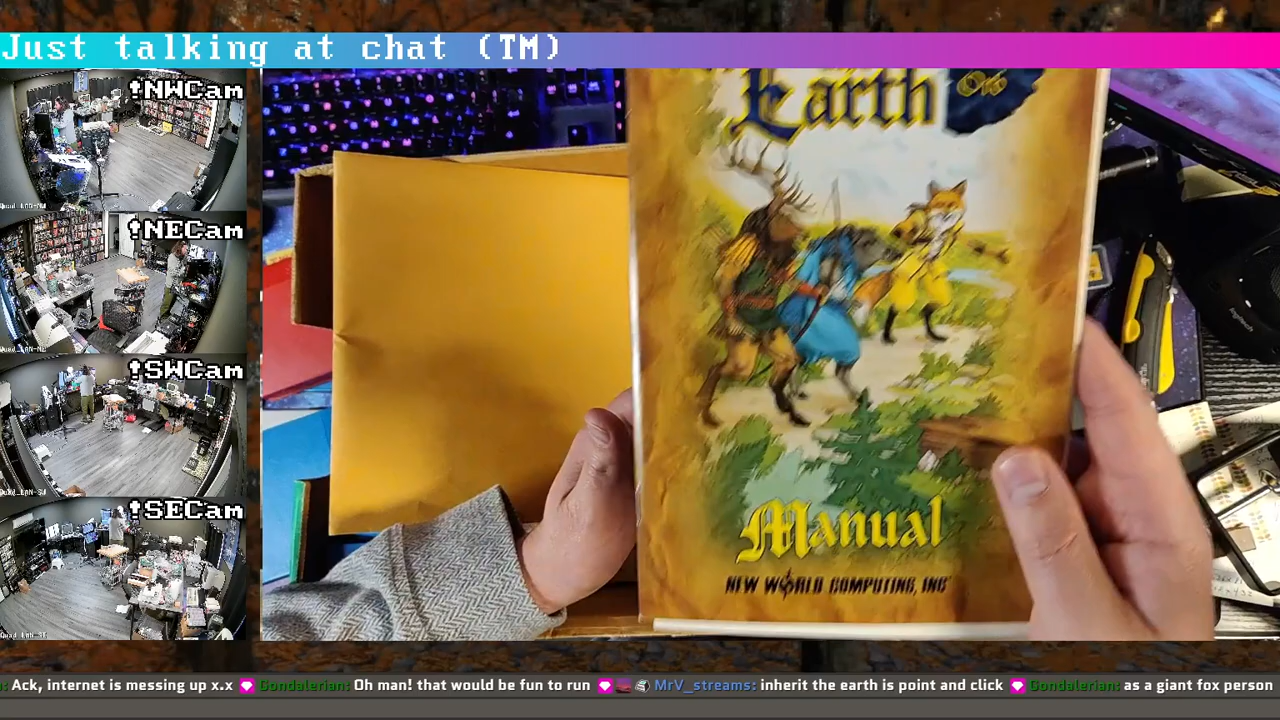 Just talking at chat (TM)
!NWCam
!NECam
!SWCam
!SECam
Earth
Orb
Manual
NEW WORLD COMPUTING, INC
Ack, internet is messing up x.x Gondalerian: Oh man! that would be fun to run MrV_streams: inherit the earth is point and click Gondalerian: as a giant fox person